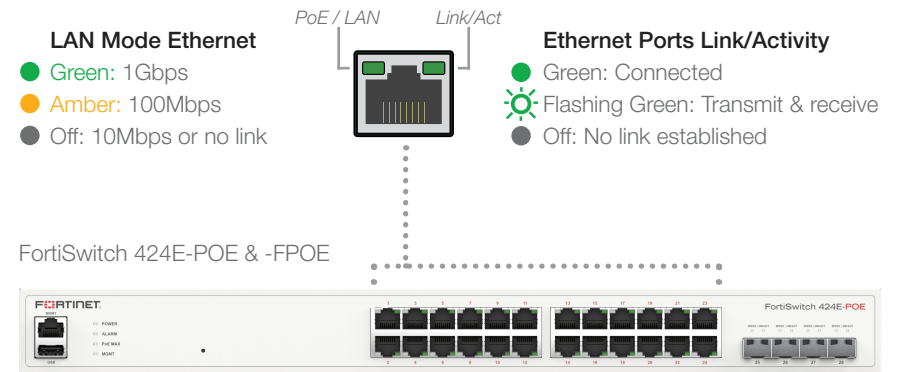 PoE / LAN
Link/Act
LAN Mode Ethernet
Green: 1Gbps
Amber: 100Mbps
Off: 10Mbps or no link
Ethernet Ports Link/Activity
Green: Connected
Flashing Green: Transmit & receive
Off: No link established
FortiSwitch 424E-POE & -FPOE
FORTINET
MGMT
USB
POWER
ALARM
PoE MAX
MGMT
1 3 5 7 9 11
2 4 6 8 10 12
13 15 17 19 21 23
14 16 18 20 22 24
FortiSwitch 424E-POE
25 26 27 28